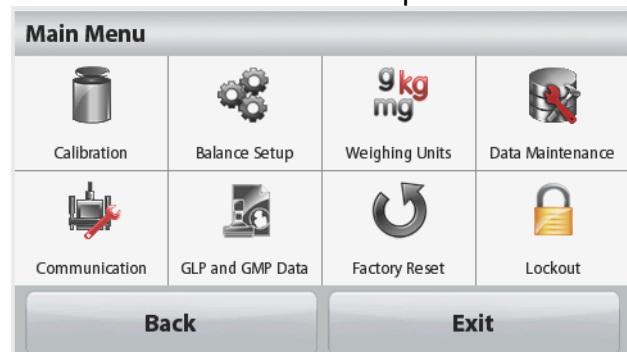 Main Menu
g kg
mg
Calibration Balance Setup Weighing Units Data Maintenance
Communication GLP and GMP Data Factory Reset Lockout
Back Exit